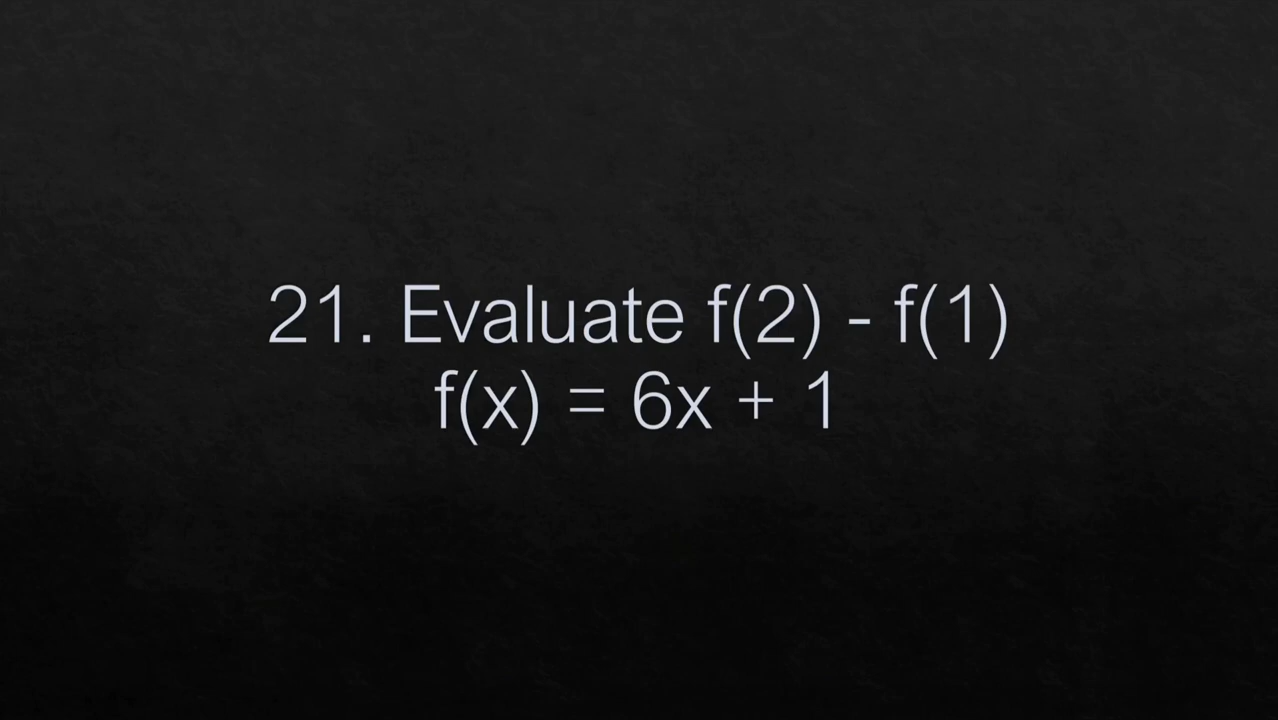 21. Evaluate f(2) - f(1)
f(x) = 6x + 1